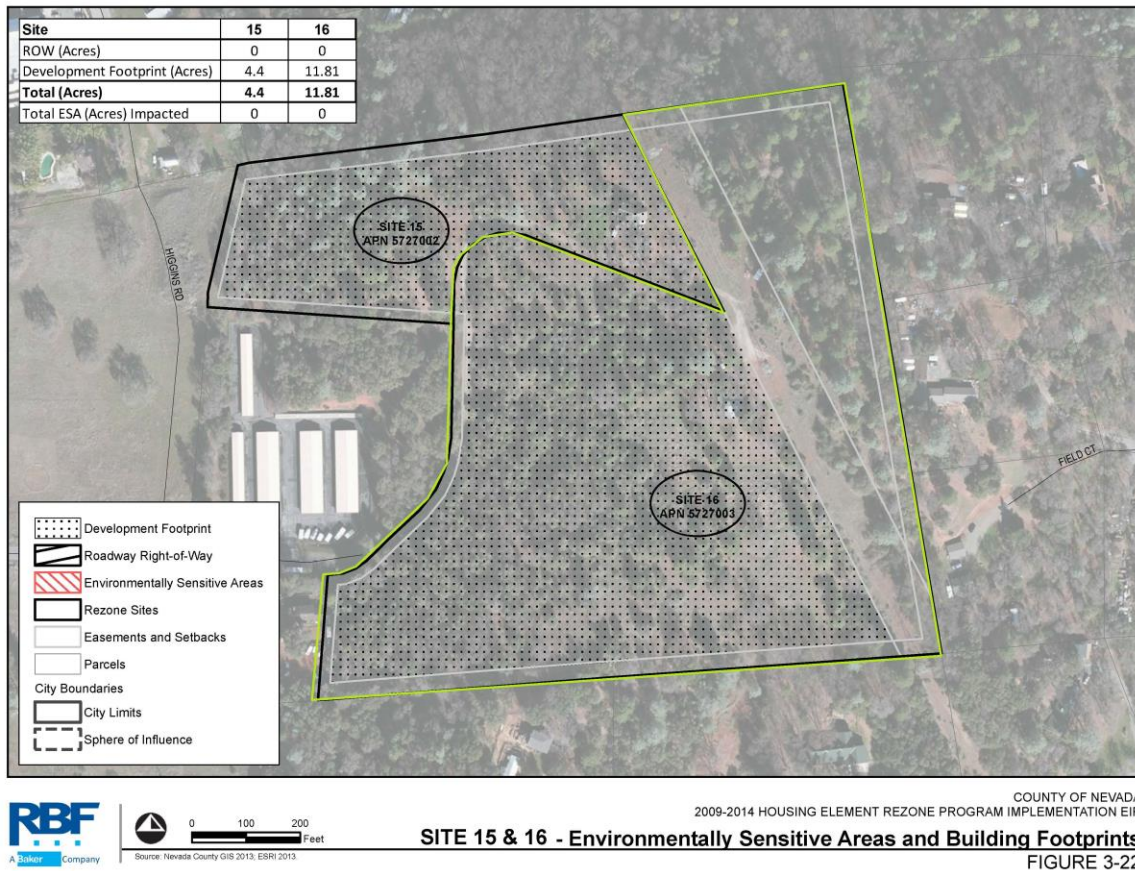 Site 15 16
ROW (Acres) 0 0
Development Footprint (Acres) 4.4 11.81
Total (Acres) 4.4 11.81
Total ESA (Acres) Impacted 0 0
SITE 15
APN 5727002
HIGGINS RD
SITE 16
APN 5727003
FIELD CT
Development Footprint
Roadway Right-of-Way
Environmentally Sensitive Areas
Rezone Sites
Easements and Setbacks
Parcels
City Boundaries
City Limits
Sphere of Influence
RBF
A Baker Company
0 100 200
Feet
Source: Nevada County GIS 2013; ESRI 2013.
COUNTY OF NEVADA
2009-2014 HOUSING ELEMENT REZONE PROGRAM IMPLEMENTATION EIR
SITE 15 & 16 - Environmentally Sensitive Areas and Building Footprints
FIGURE 3-22